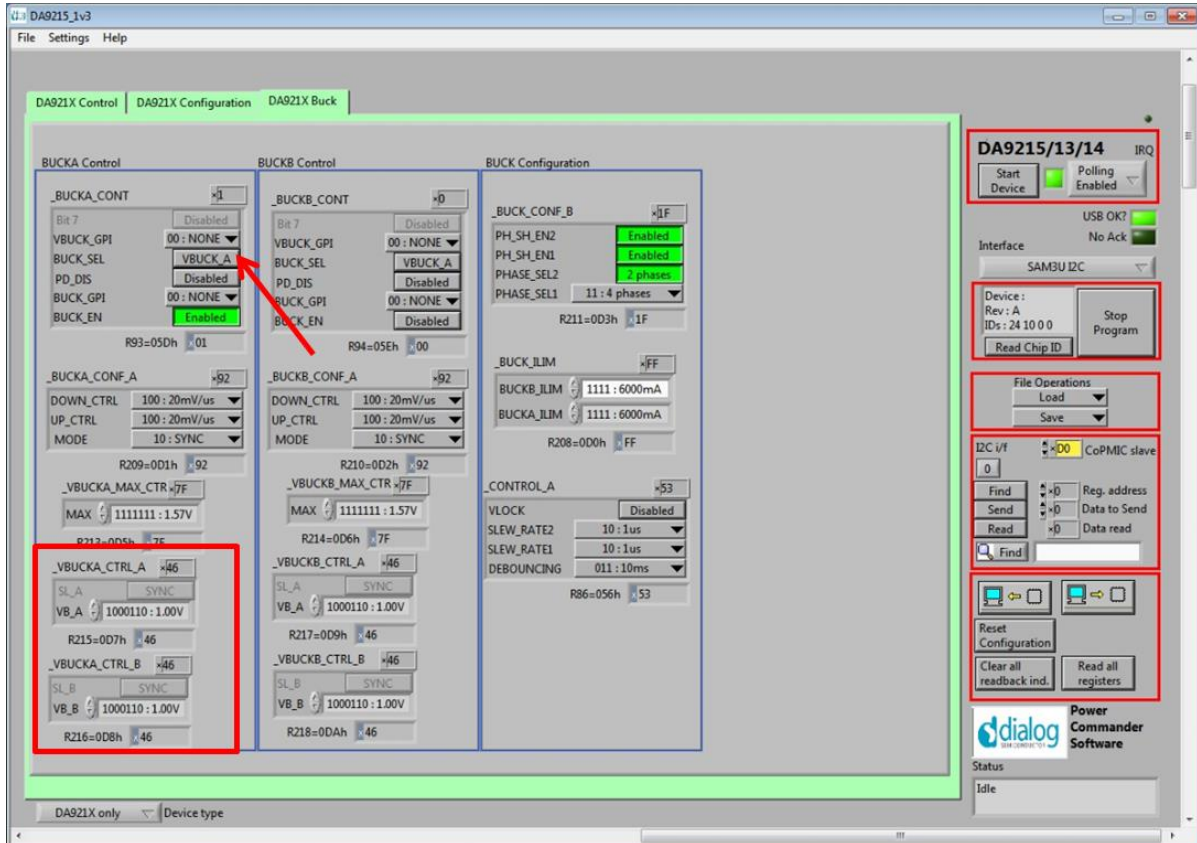 DA9215_1v3
File Settings Help
DA921X Control DA921X Configuration DA921X Buck
BUCKA Control
_BUCKA_CONT ×1
Bit 7 Disabled
VBUCK_GPI 00 : NONE
BUCK_SEL VBUCK_A
PD_DIS Disabled
BUCK_GPI 00 : NONE
BUCK_EN Enabled
R93=05Dh x01
_BUCKA_CONF_A ×92
DOWN_CTRL 100 : 20mV/us
UP_CTRL 100 : 20mV/us
MODE 10 : SYNC
R209=0D1h x92
_VBUCKA_MAX_CTR ×7F
MAX 1111111 : 1.57V
R213=0D5h 7F
_VBUCKA_CTRL_A ×46
SL_A SYNC
VB_A 1000110 : 1.00V
R215=0D7h x46
_VBUCKA_CTRL_B ×46
SL_B SYNC
VB_B 1000110 : 1.00V
R216=0D8h x46
BUCKB Control
_BUCKB_CONT ×0
Bit 7 Disabled
VBUCK_GPI 00 : NONE
BUCK_SEL VBUCK_A
PD_DIS Disabled
BUCK_GPI 00 : NONE
BUCK_EN Disabled
R94=05Eh x00
_BUCKB_CONF_A ×92
DOWN_CTRL 100 : 20mV/us
UP_CTRL 100 : 20mV/us
MODE 10 : SYNC
R210=0D2h x92
_VBUCKB_MAX_CTR ×7F
MAX 1111111 : 1.57V
R214=0D6h x7F
_VBUCKB_CTRL_A ×46
SL_A SYNC
VB_A 1000110 : 1.00V
R217=0D9h x46
_VBUCKB_CTRL_B ×46
SL_B SYNC
VB_B 1000110 : 1.00V
R218=0DAh x46
BUCK Configuration
_BUCK_CONF_B ×1F
PH_SH_EN2 Enabled
PH_SH_EN1 Enabled
PHASE_SEL2 2 phases
PHASE_SEL1 11 : 4 phases
R211=0D3h x1F
_BUCK_ILIM ×FF
BUCKB_ILIM 1111 : 6000mA
BUCKA_ILIM 1111 : 6000mA
R208=0D0h xFF
_CONTROL_A ×53
VLOCK Disabled
SLEW_RATE2 10 : 1us
SLEW_RATE1 10 : 1us
DEBOUNCING 011 : 10ms
R86=056h x53
DA9215/13/14 IRQ
Start Device
Polling Enabled
USB OK?
No Ack
Interface
SAM3U I2C
Device :
Rev : A
IDs : 24 10 0 0
Read Chip ID
Stop Program
File Operations
Load
Save
I2C i/f ×D0 CoPMIC slave
0
Find ×0 Reg. address
Send ×0 Data to Send
Read ×0 Data read
Find
Reset Configuration
Clear all readback ind.
Read all registers
dialog
SEMICONDUCTOR
Power Commander Software
Status
Idle
DA921X only Device type